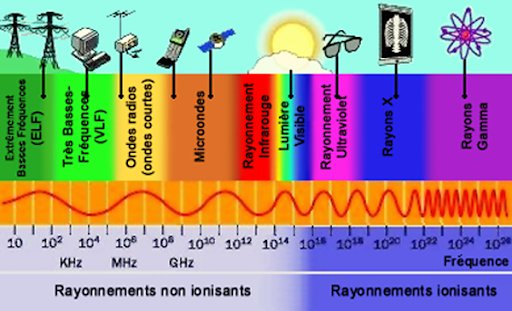 Extrêmement
Basses Fréquences
(ELF)
Très Basses-
Fréquences
(VLF)
Ondes radios
(ondes courtes)
Microondes
Rayonnement
Infrarouge
Lumière
Visible
Rayonnement
Ultraviolet
Rayons X
Rayons
Gamma
10 10² 10⁴ 10⁶ 10⁸ 10¹⁰ 10¹² 10¹⁴ 10¹⁶ 10¹⁸ 10²⁰ 10²² 10²⁴ 10²⁶
KHz MHz GHz Fréquence
Rayonnements non ionisants Rayonnements ionisants